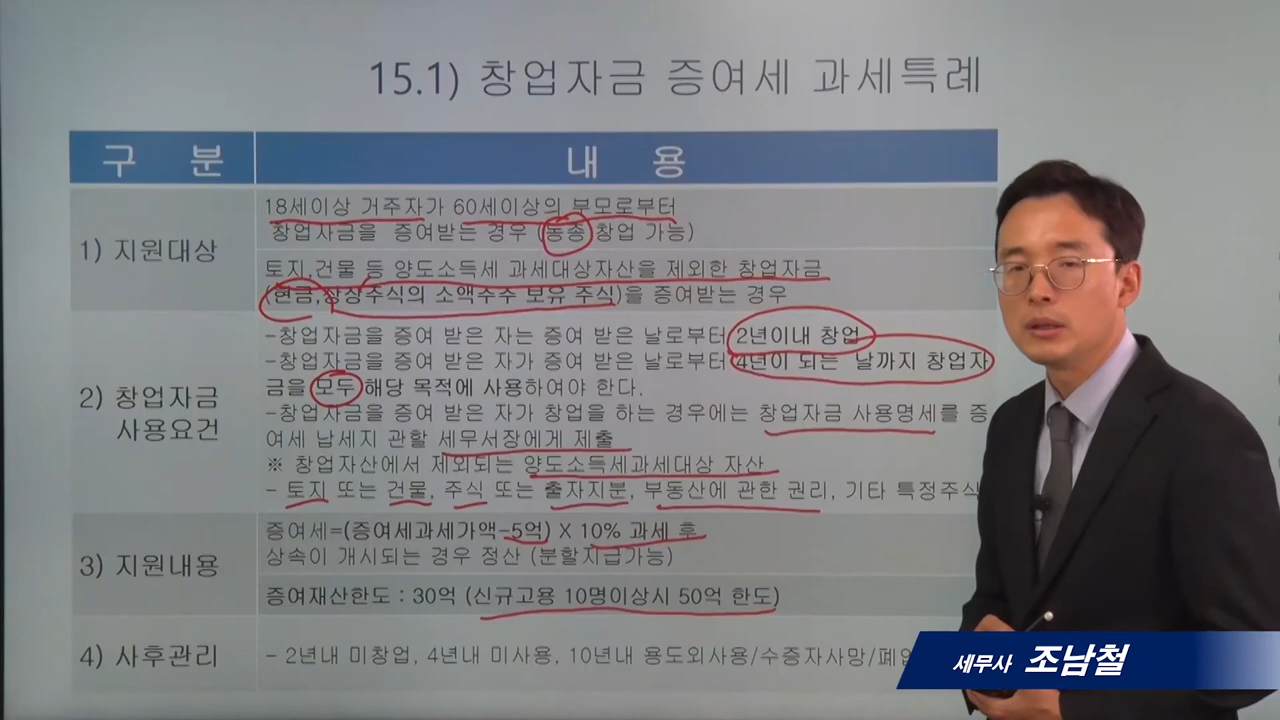 15.1) 창업자금 증여세 과세특례
구 분
내 용
1) 지원대상
18세이상 거주자가 60세이상의 부모로부터
창업자금을 증여받는 경우 (동종 창업 가능)
토지,건물 등 양도소득세 과세대상자산을 제외한 창업자금
(현금,상장주식의 소액주주 보유 주식)을 증여받는 경우
2) 창업자금
사용요건
-창업자금을 증여 받은 자는 증여 받은 날로부터 2년이내 창업
-창업자금을 증여 받은 자가 증여 받은 날로부터 4년이 되는 날까지 창업자
금을 모두 해당 목적에 사용하여야 한다.
-창업자금을 증여 받은 자가 창업을 하는 경우에는 창업자금 사용명세를 증
여세 납세지 관할 세무서장에게 제출
※ 창업자산에서 제외되는 양도소득세과세대상 자산
- 토지 또는 건물, 주식 또는 출자지분, 부동산에 관한 권리, 기타 특정주식
3) 지원내용
증여세=(증여세과세가액-5억) X 10% 과세 후
상속이 개시되는 경우 정산 (분할지급가능)
증여재산한도 : 30억 (신규고용 10명이상시 50억 한도)
4) 사후관리
- 2년내 미창업, 4년내 미사용, 10년내 용도외사용/수증자사망/폐업
세무사 조남철